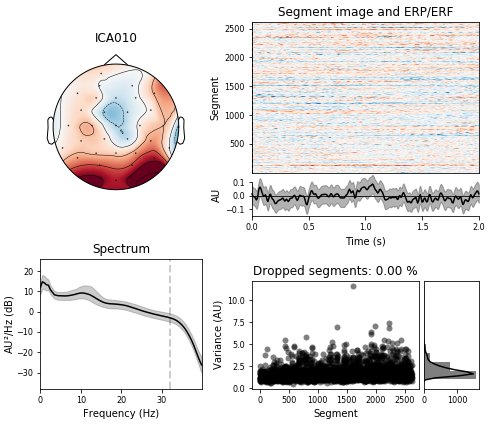 ICA010
Segment image and ERP/ERF
Segment
2500
2000
1500
1000
500
AU
0.1
0.0
−0.1
0.0 0.5 1.0 1.5 2.0
Time (s)
Spectrum
AU²/Hz (dB)
20
10
0
−10
−20
−30
0 10 20 30
Frequency (Hz)
Dropped segments: 0.00 %
Variance (AU)
10.0
7.5
5.0
2.5
0.0
0 500 1000 1500 2000 2500
Segment
0 1000